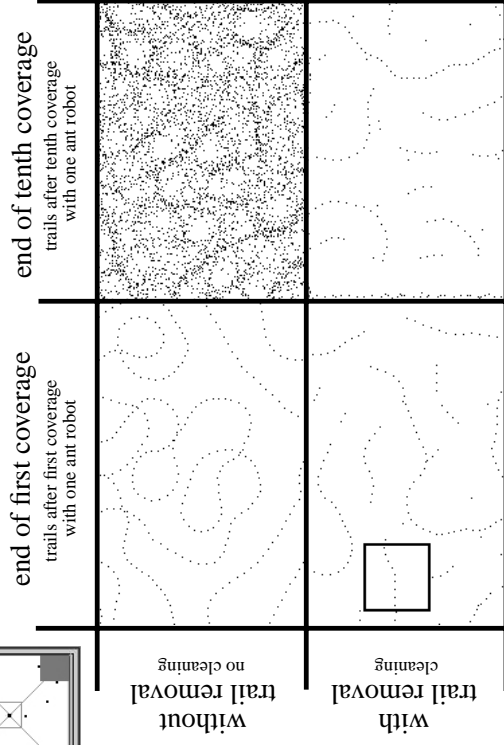 end of first coverage
trails after first coverage
with one ant robot
end of tenth coverage
trails after tenth coverage
with one ant robot
without
trail removal
no cleaning
with
trail removal
cleaning